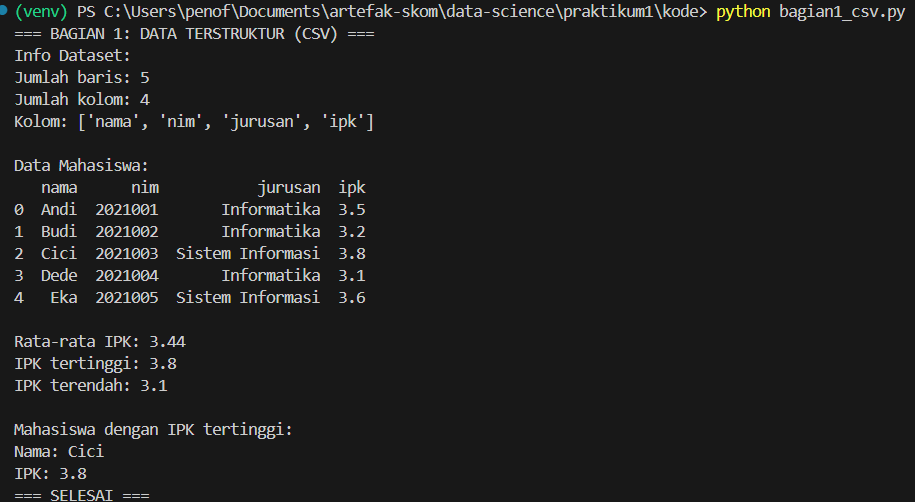 (venv) PS C:\Users\penof\Documents\artefak-skom\data-science\praktikum1\kode> python bagian1_csv.py
=== BAGIAN 1: DATA TERSTRUKTUR (CSV) ===
Info Dataset:
Jumlah baris: 5
Jumlah kolom: 4
Kolom: ['nama', 'nim', 'jurusan', 'ipk']

Data Mahasiswa:
   nama      nim           jurusan  ipk
0  Andi  2021001       Informatika  3.5
1  Budi  2021002       Informatika  3.2
2  Cici  2021003  Sistem Informasi  3.8
3  Dede  2021004       Informatika  3.1
4   Eka  2021005  Sistem Informasi  3.6

Rata-rata IPK: 3.44
IPK tertinggi: 3.8
IPK terendah: 3.1

Mahasiswa dengan IPK tertinggi:
Nama: Cici
IPK: 3.8
=== SELESAI ===